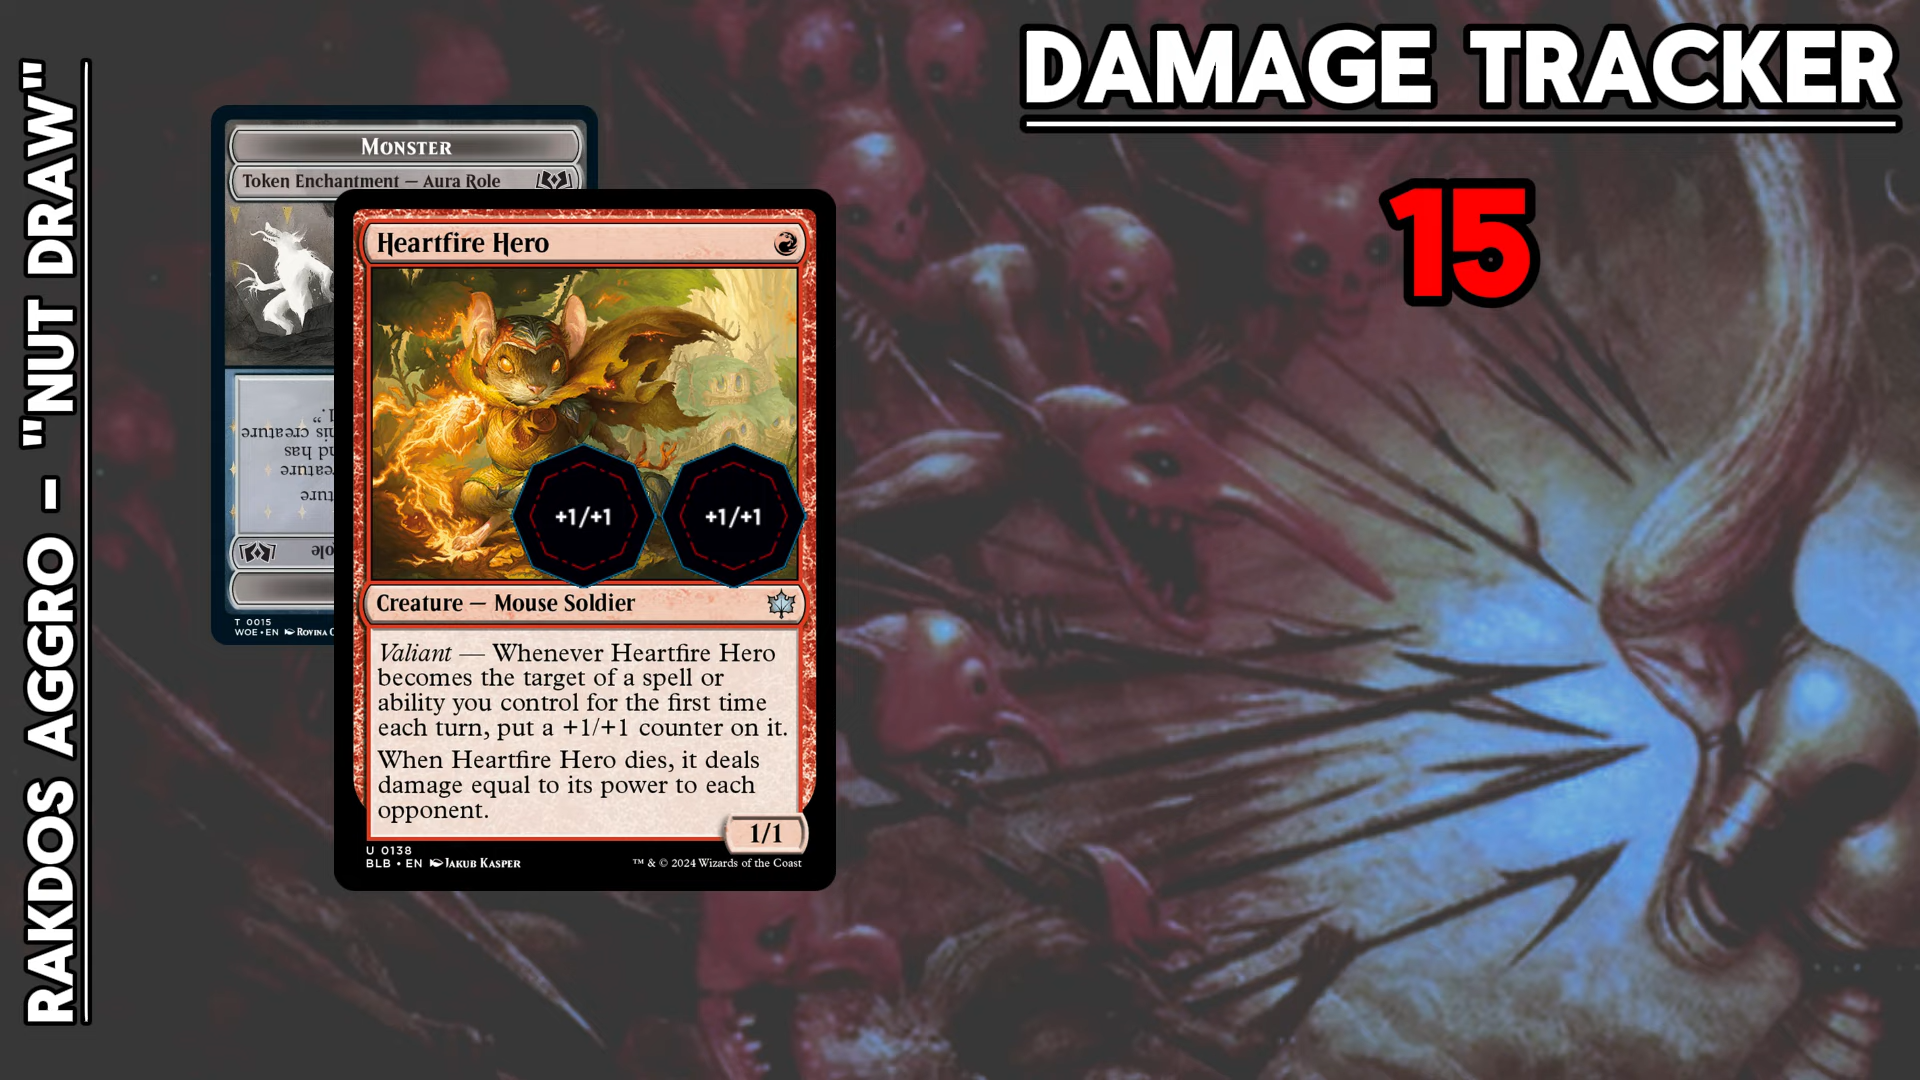 RAKDOS AGGRO - "NUT DRAW"
DAMAGE TRACKER
15
MONSTER
Token Enchantment — Aura Role
T 0015
WOE • EN
Heartfire Hero
+1/+1
+1/+1
Creature — Mouse Soldier
Valiant — Whenever Heartfire Hero
becomes the target of a spell or
ability you control for the first time
each turn, put a +1/+1 counter on it.
When Heartfire Hero dies, it deals
damage equal to its power to each
opponent.
1/1
U 0138
BLB • EN JAKUB KASPER
™ & © 2024 Wizards of the Coast